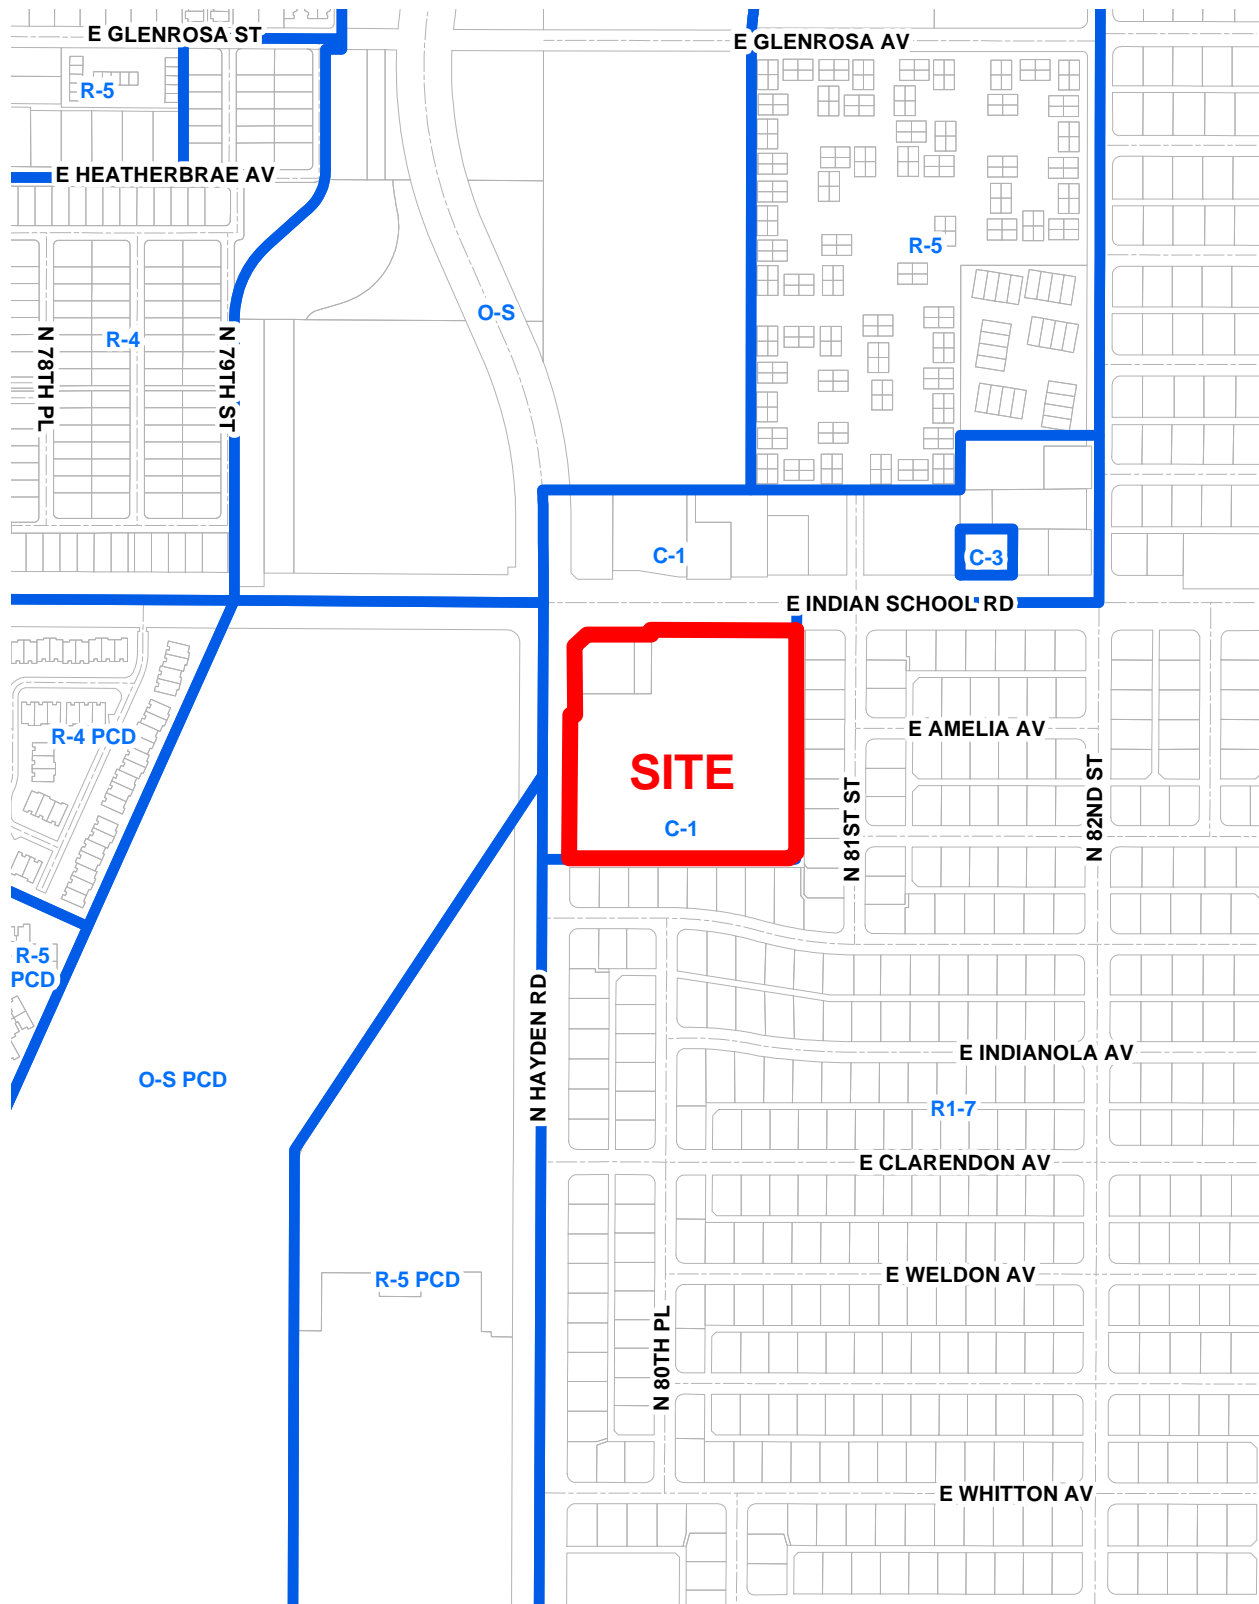 E GLENROSA ST
E GLENROSA AV
R-5
E HEATHERBRAE AV
R-5
O-S
N 78TH PL
R-4
N 79TH ST
C-1
C-3
E INDIAN SCHOOL RD
R-4 PCD
E AMELIA AV
SITE
C-1
N 81ST ST
N 82ND ST
R-5
PCD
N HAYDEN RD
E INDIANOLA AV
O-S PCD
R1-7
E CLARENDON AV
R-5 PCD
E WELDON AV
N 80TH PL
E WHITTON AV